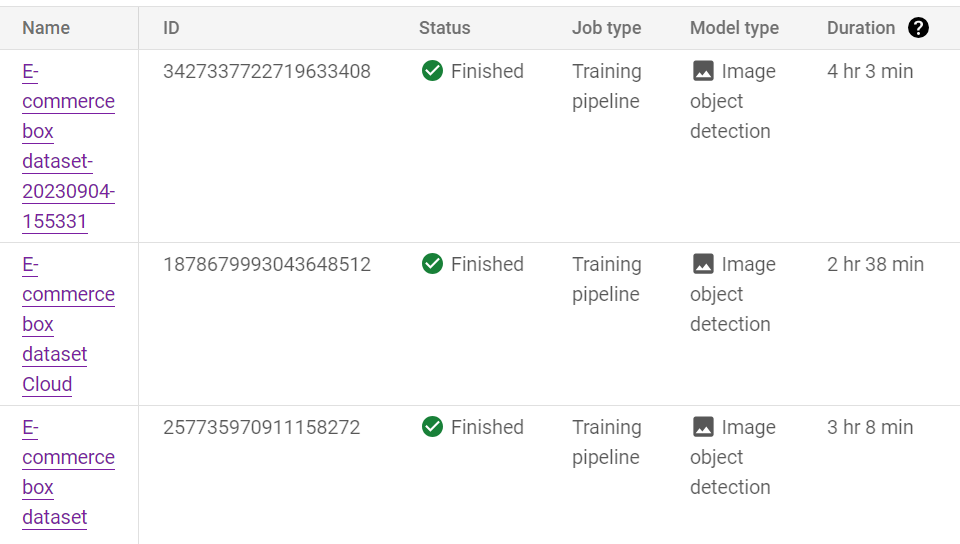 Name ID Status Job type Model type Duration ?
E- 3427337722719633408 Finished Training Image 4 hr 3 min
commerce pipeline object
box detection
dataset-
20230904-
155331
E- 1878679993043648512 Finished Training Image 2 hr 38 min
commerce pipeline object
box detection
dataset
Cloud
E- 257735970911158272 Finished Training Image 3 hr 8 min
commerce pipeline object
box detection
dataset